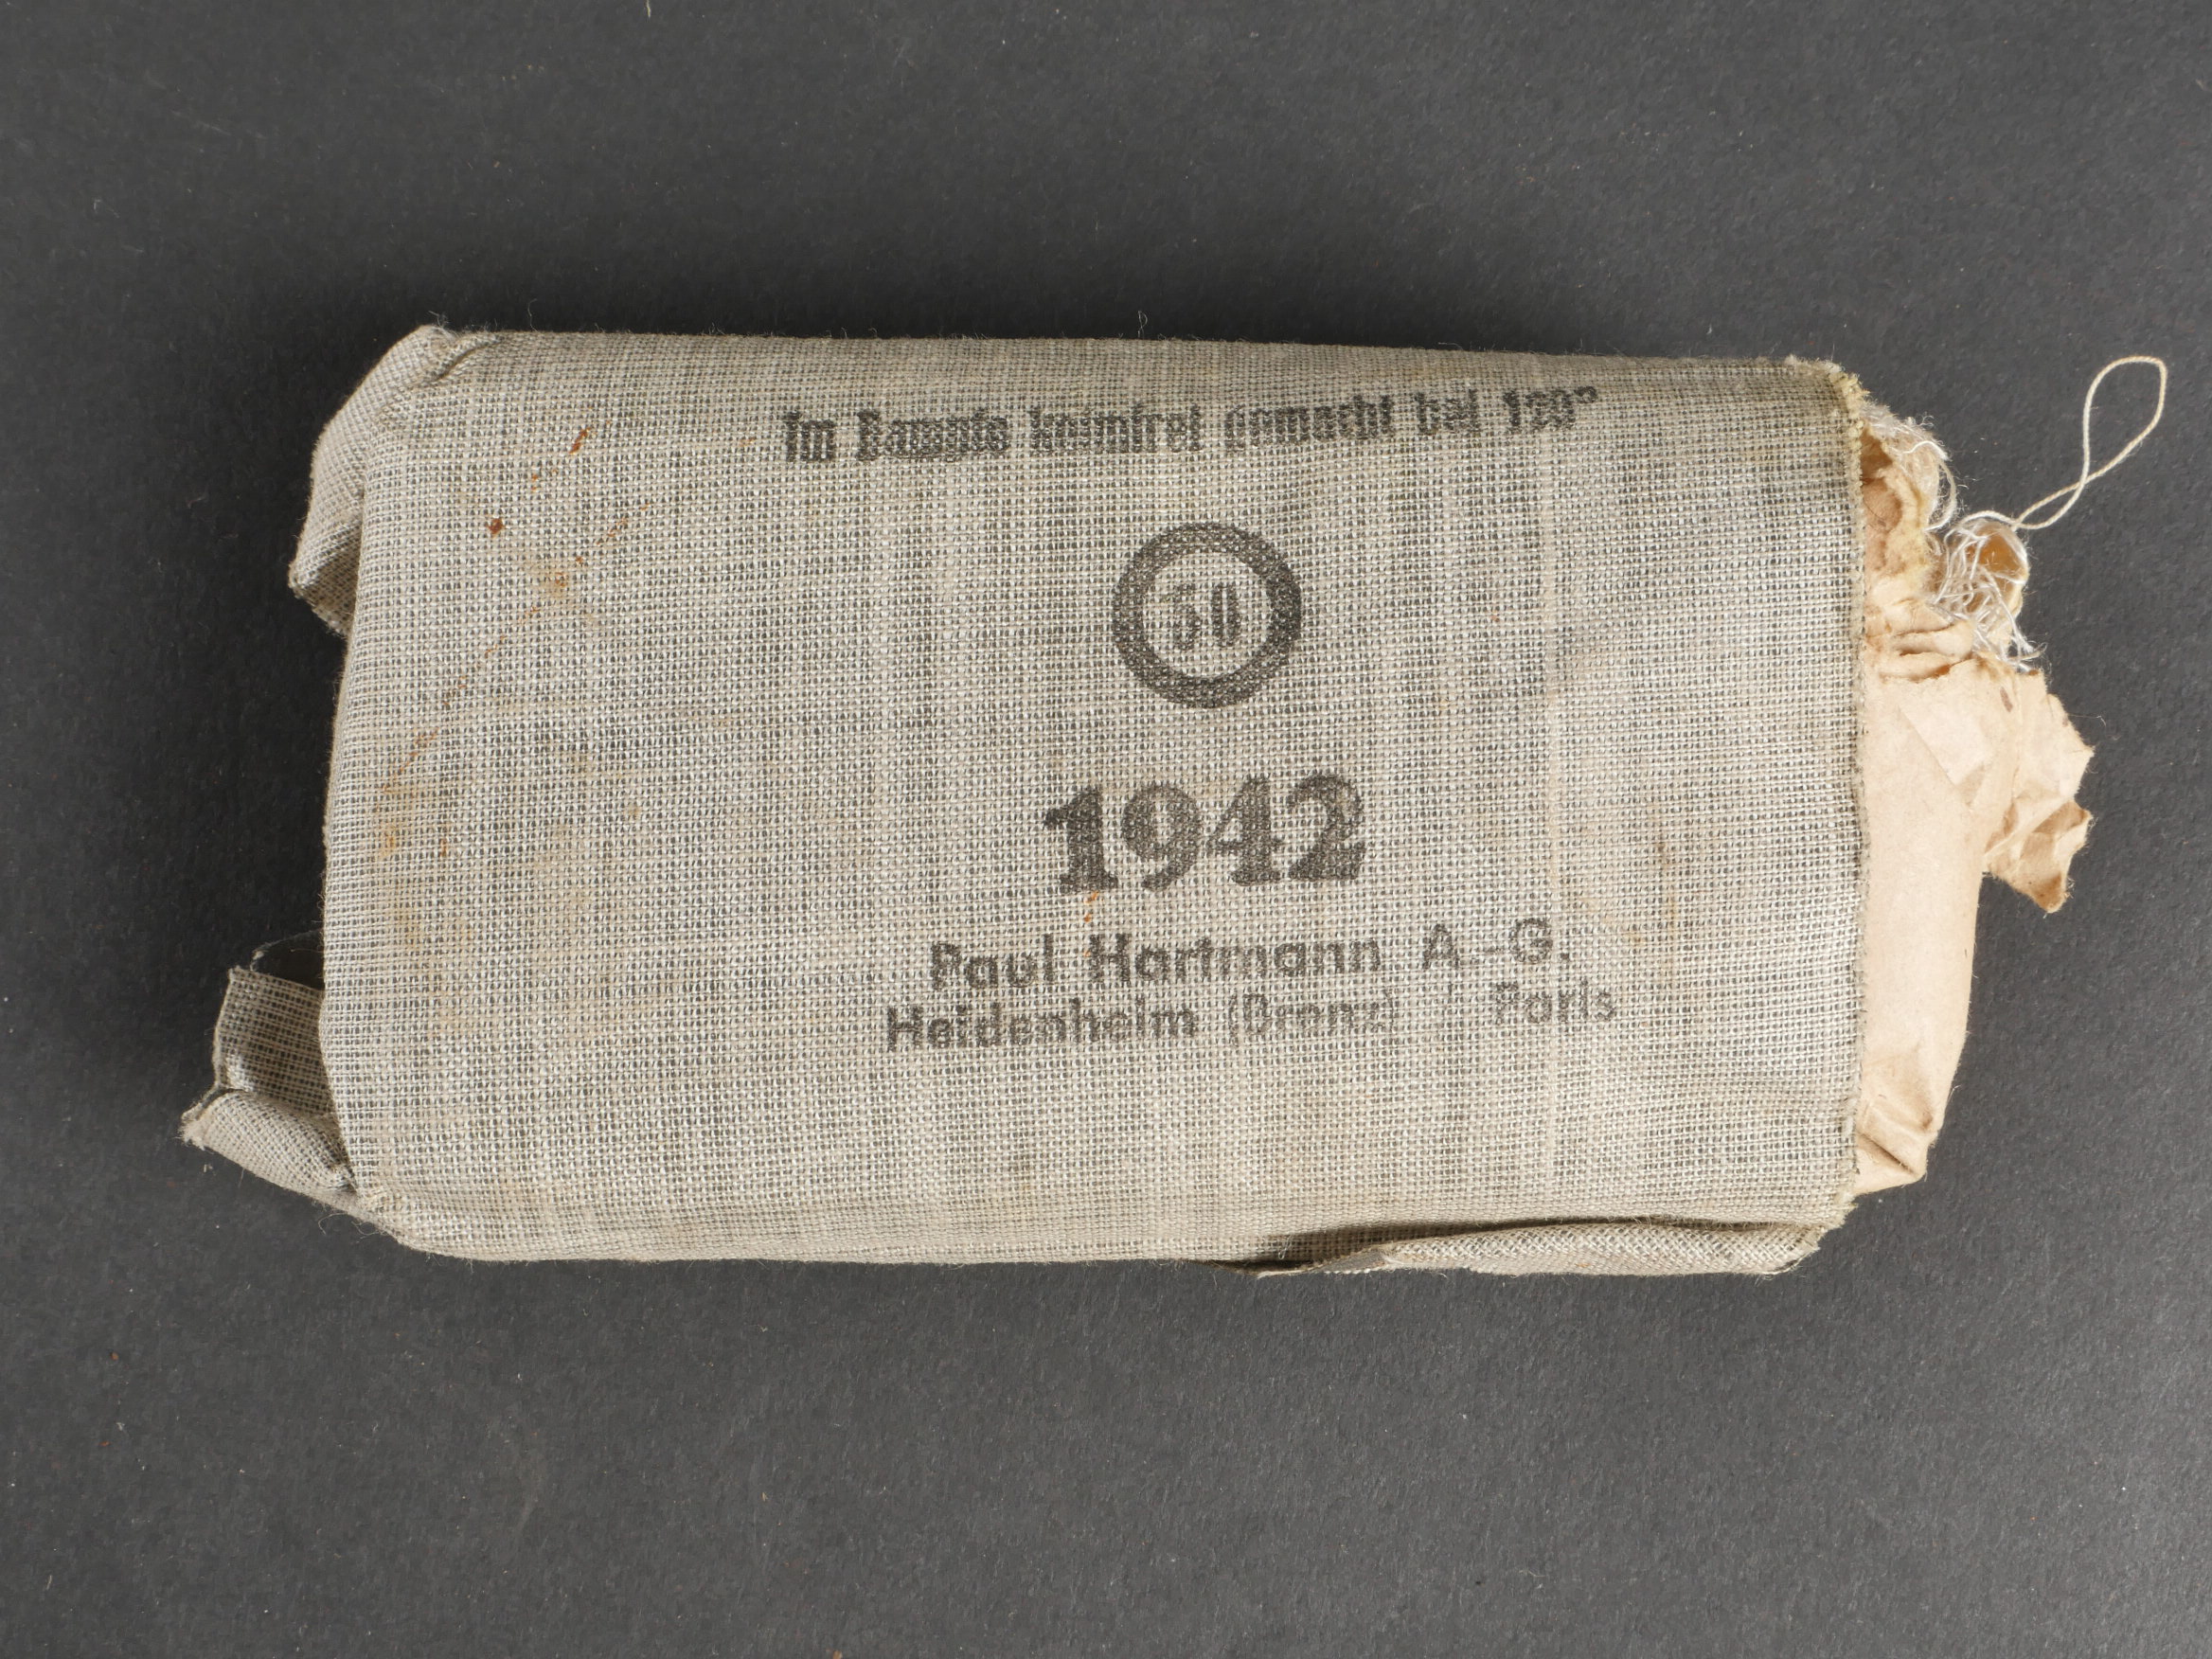 Im Dampfe keimfrei gemacht bei 120°
50
1942
Paul Hartmann A.-G.
Heidenheim (Brenz) Paris